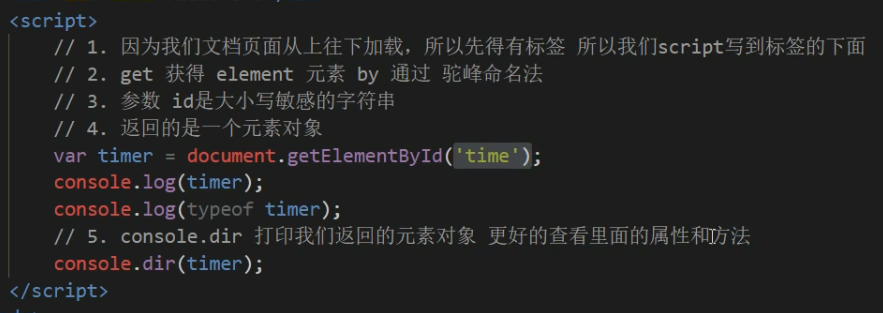 <script>
// 1. 因为我们文档页面从上往下加载，所以先得有标签 所以我们script写到标签的下面
// 2. get 获得 element 元素 by 通过 驼峰命名法
// 3. 参数 id是大小写敏感的字符串
// 4. 返回的是一个元素对象
var timer = document.getElementById('time');
console.log(timer);
console.log(typeof timer);
// 5. console.dir 打印我们返回的元素对象 更好的查看里面的属性和方法
console.dir(timer);
</script>